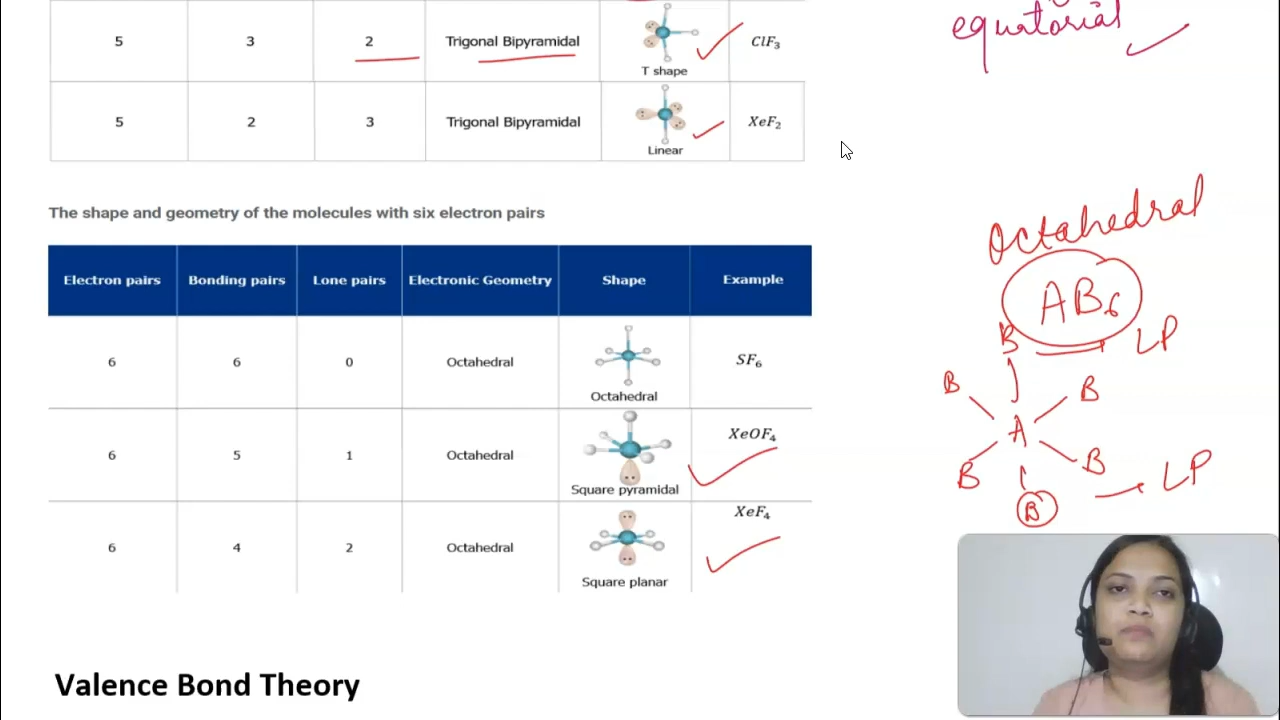 5 3 2 Trigonal Bipyramidal T shape ClF₃
5 2 3 Trigonal Bipyramidal Linear XeF₂
equatorial
The shape and geometry of the molecules with six electron pairs
Electron pairs Bonding pairs Lone pairs Electronic Geometry Shape Example
6 6 0 Octahedral Octahedral SF₆
6 5 1 Octahedral Square pyramidal XeOF₄
6 4 2 Octahedral Square planar XeF₄
Octahedral
AB₆
B LP
B B
A
B B LP
B
Valence Bond Theory